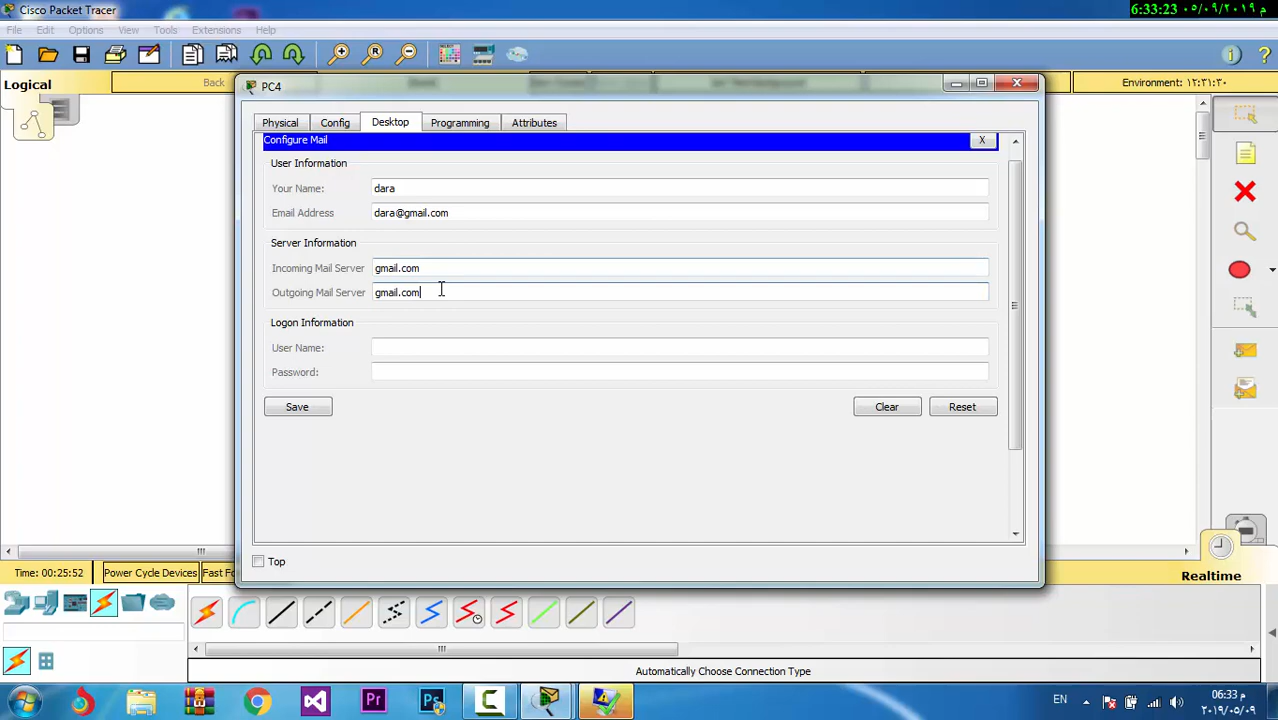 Cisco Packet Tracer
6:33:23 م ٠٥/٠٩/٢٠١٩
File Edit Options View Tools Extensions Help
Logical
Back
Environment: ١٢:٣١:٣٠
PC4
Physical Config Desktop Programming Attributes
Configure Mail X
User Information
Your Name: dara
Email Address dara@gmail.com
Server Information
Incoming Mail Server gmail.com
Outgoing Mail Server gmail.com
Logon Information
User Name:
Password:
Save Clear Reset
Top
Time: 00:25:52 Power Cycle Devices Fast Fo
Realtime
Automatically Choose Connection Type
EN
06:33 م
٢٠١٩/٠٥/٠٩